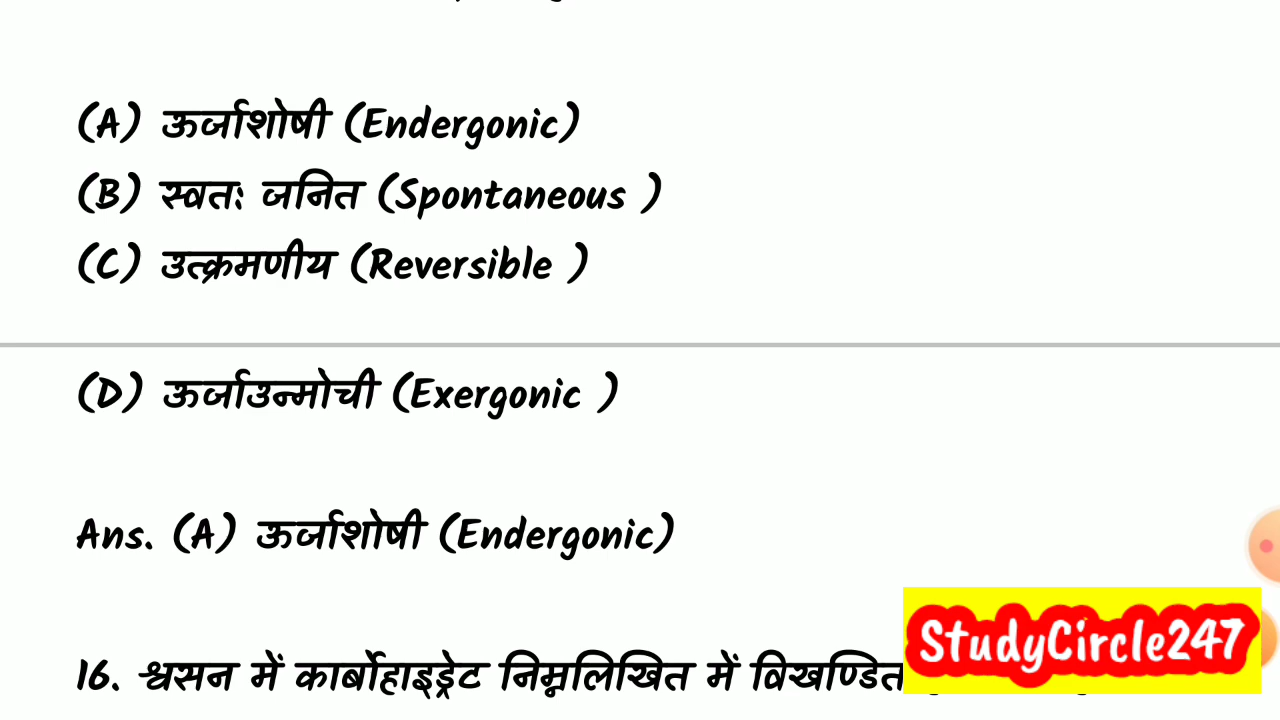 (A) ऊर्जाशोषी (Endergonic)
(B) स्वतः जनित (Spontaneous )
(C) उत्क्रमणीय (Reversible )
(D) ऊर्जाउन्मोची (Exergonic )
Ans. (A) ऊर्जाशोषी (Endergonic)
16. श्वसन में कार्बोहाइड्रेट निम्नलिखित में विखण्डित
StudyCircle247